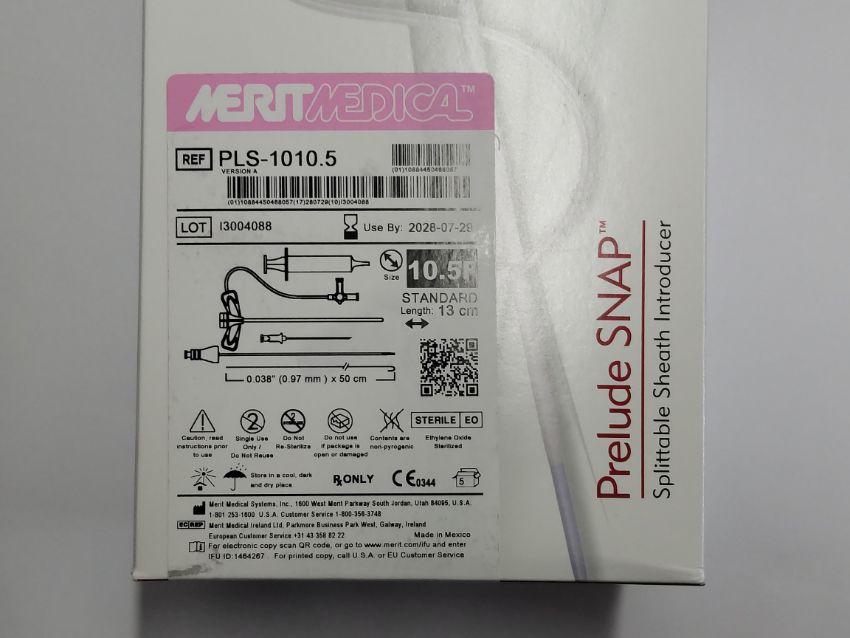 MERITMEDICAL™
REF PLS-1010.5
VERSION A
(01)10884450468057
(01)10884450468057(17)280729(10)I3004088
LOT I3004088
Use By: 2028-07-29
Size
10.5F
STANDARD
Length: 13 cm
0.038" (0.97 mm ) x 50 cm
Caution, read
instructions prior
to use
2
Single Use
Only /
Do Not Reuse
2
Do Not
Re-Sterilize
Do not use
if package is
open or damaged
Contents are
non-pyrogenic
STERILE EO
Ethylene Oxide
Sterilized
Store in a cool, dark
and dry place.
℞ONLY
CE0344
5
Merit Medical Systems, Inc., 1600 West Merit Parkway South Jordan, Utah 84095, U.S.A.
1-801 253-1600 U.S.A. Customer Service 1-800-356-3748
EC REP Merit Medical Ireland Ltd, Parkmore Business Park West, Galway, Ireland
European Customer Service +31 43 358 82 22 Made in Mexico
For electronic copy scan QR code, or go to www.merit.com/ifu and enter
IFU ID:1464267 . For printed copy, call U.S.A. or EU Customer Service
Prelude SNAP™
Splittable Sheath Introducer